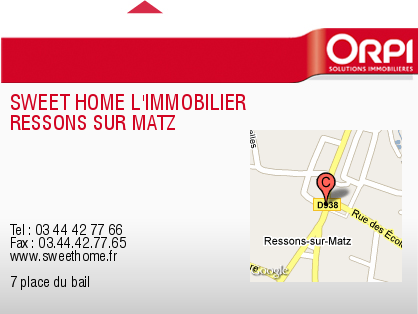 ORPI
SOLUTIONS IMMOBILIÈRES
SWEET HOME L'IMMOBILIER
RESSONS SUR MATZ
Tel : 03 44 42 77 66
Fax : 03.44.42.77.65
www.sweethome.fr
7 place du bail
C
D938
Rue des Écol
Ressons-sur-Matz
Google